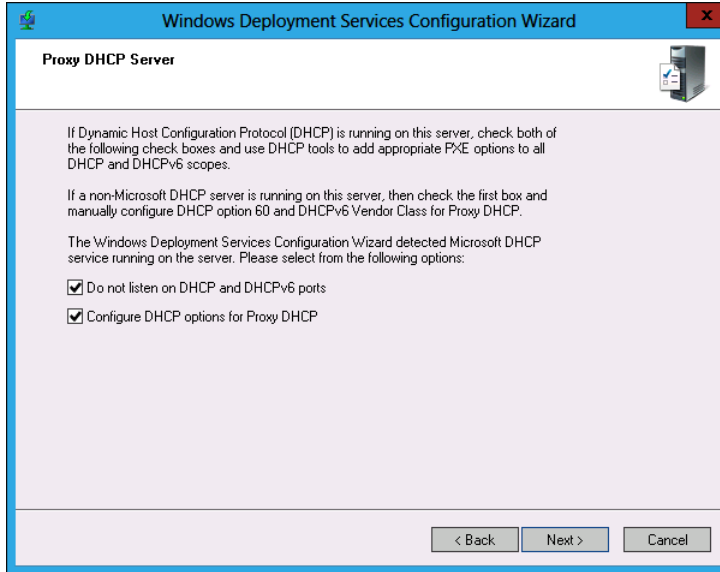 Windows Deployment Services Configuration Wizard
x
Proxy DHCP Server
If Dynamic Host Configuration Protocol (DHCP) is running on this server, check both of
the following check boxes and use DHCP tools to add appropriate PXE options to all
DHCP and DHCPv6 scopes.
If a non-Microsoft DHCP server is running on this server, then check the first box and
manually configure DHCP option 60 and DHCPv6 Vendor Class for Proxy DHCP.
The Windows Deployment Services Configuration Wizard detected Microsoft DHCP
service running on the server. Please select from the following options:
Do not listen on DHCP and DHCPv6 ports
Configure DHCP options for Proxy DHCP
< Back Next > Cancel